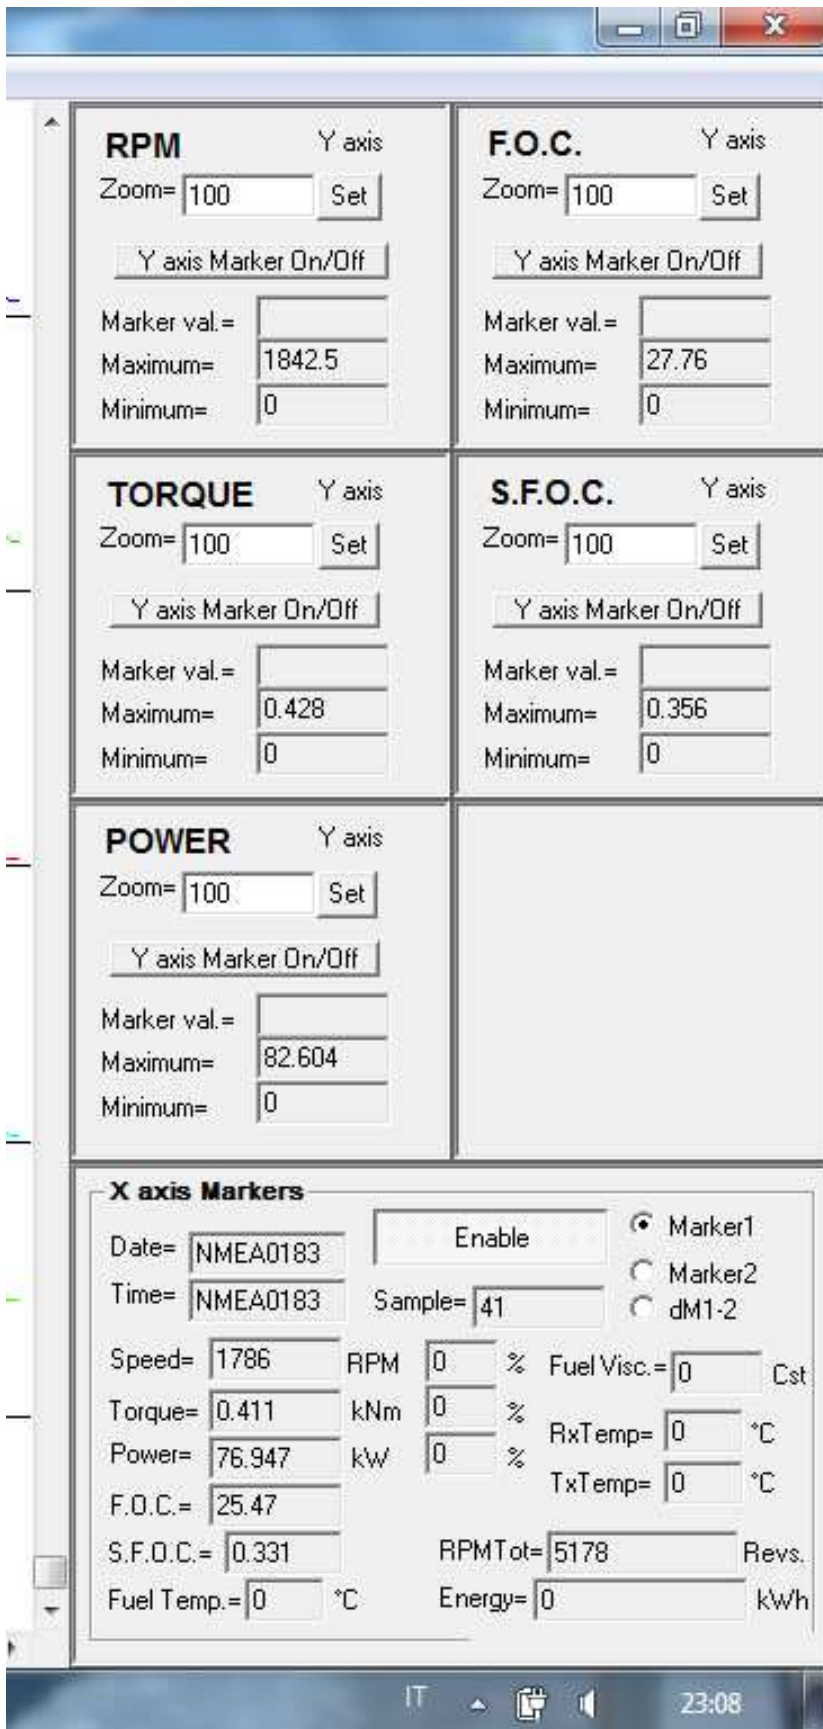 RPM Y axis
Zoom= 100 Set
Y axis Marker On/Off
Marker val.=
Maximum= 1842.5
Minimum= 0
F.O.C. Y axis
Zoom= 100 Set
Y axis Marker On/Off
Marker val.=
Maximum= 27.76
Minimum= 0
TORQUE Y axis
Zoom= 100 Set
Y axis Marker On/Off
Marker val.=
Maximum= 0.428
Minimum= 0
S.F.O.C. Y axis
Zoom= 100 Set
Y axis Marker On/Off
Marker val.=
Maximum= 0.356
Minimum= 0
POWER Y axis
Zoom= 100 Set
Y axis Marker On/Off
Marker val.=
Maximum= 82.604
Minimum= 0
X axis Markers
Date= NMEA0183 Enable Marker1
Marker2
Time= NMEA0183 Sample= 41 dM1-2
Speed= 1786 RPM 0 % Fuel Visc.= 0 Cst
Torque= 0.411 kNm 0 % RxTemp= 0 °C
Power= 76.947 kW 0 % TxTemp= 0 °C
F.O.C.= 25.47
S.F.O.C.= 0.331 RPMTot= 5178 Revs.
Fuel Temp.= 0 °C Energy= 0 kWh
IT 23:08